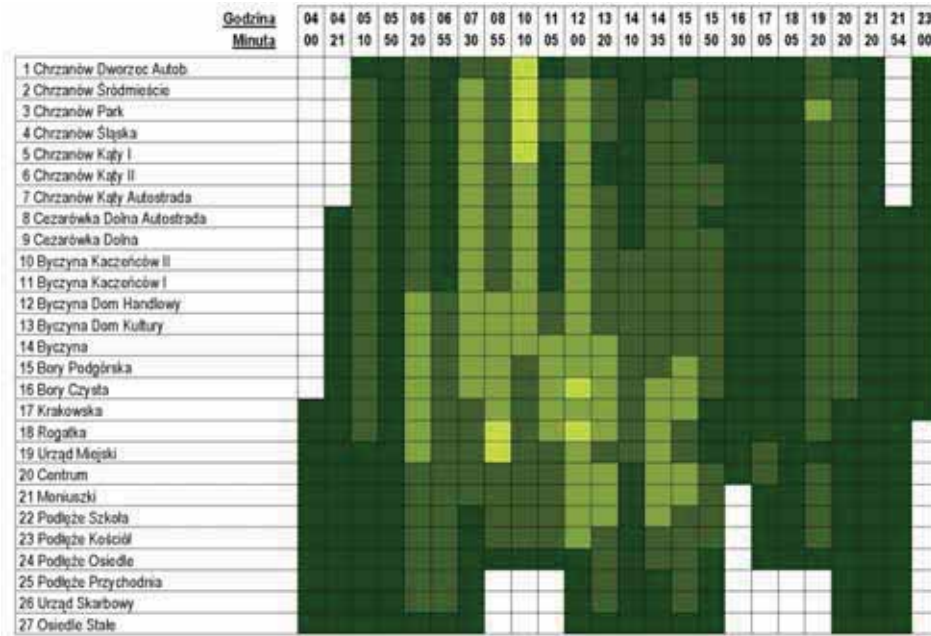 Godzina 04 04 05 05 06 06 07 08 10 11 12 13 14 14 15 15 16 17 18 19 20 21 21 23
Minuta 00 21 10 50 20 55 30 55 10 05 00 20 10 35 10 50 30 05 05 20 20 20 54 00
1 Chrzanów Dworzec Autob
2 Chrzanów Śródmieście
3 Chrzanów Park
4 Chrzanów Śląska
5 Chrzanów Kąty I
6 Chrzanów Kąty II
7 Chrzanów Kąty Autostrada
8 Cezarówka Dolna Autostrada
9 Cezarówka Dolna
10 Byczyna Kaczeńców II
11 Byczyna Kaczeńców I
12 Byczyna Dom Handlowy
13 Byczyna Dom Kultury
14 Byczyna
15 Bory Podgórska
16 Bory Czysta
17 Krakowska
18 Rogatka
19 Urząd Miejski
20 Centrum
21 Moniuszki
22 Podłęże Szkoła
23 Podłęże Kościół
24 Podłęże Osiedle
25 Podłęże Przychodnia
26 Urząd Skarbowy
27 Osiedle Stałe